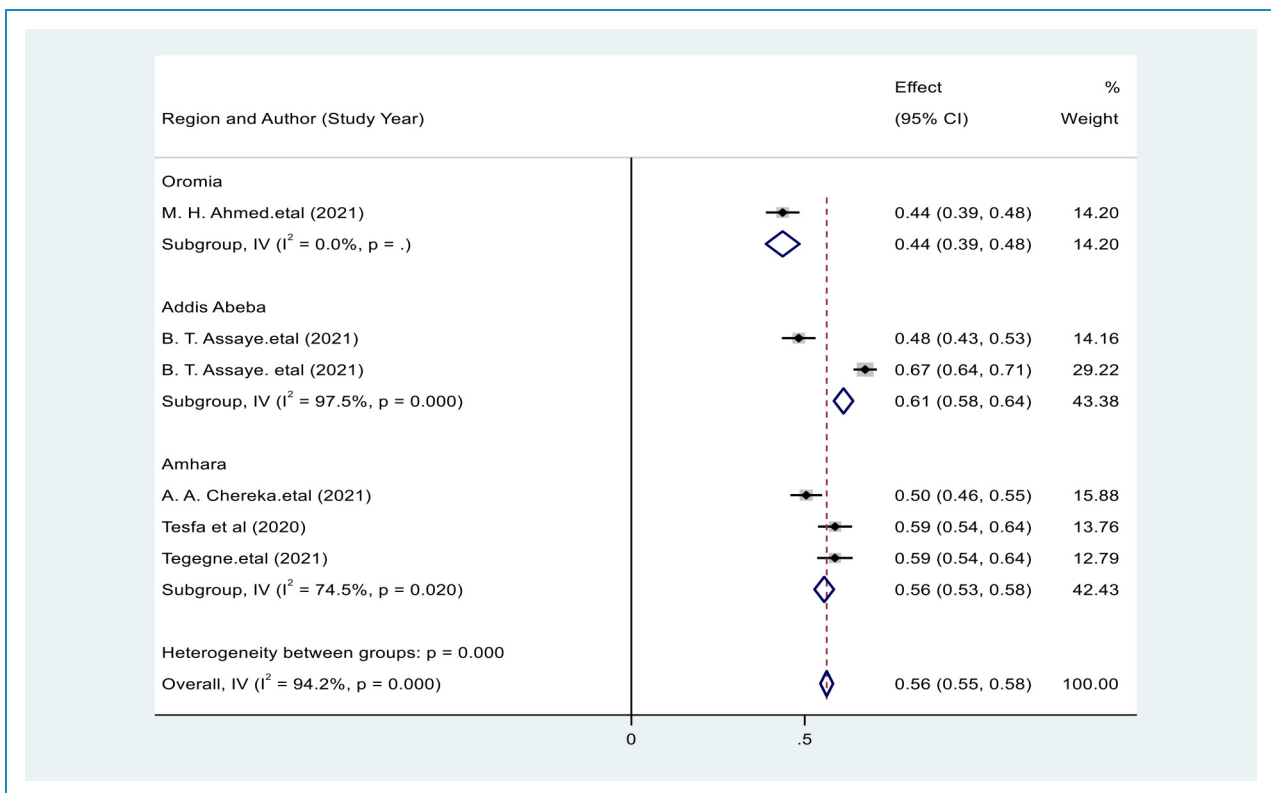 Effect %
Region and Author (Study Year) (95% CI) Weight
Oromia
M. H. Ahmed.etal (2021) 0.44 (0.39, 0.48) 14.20
Subgroup, IV (I² = 0.0%, p = .) 0.44 (0.39, 0.48) 14.20
Addis Abeba
B. T. Assaye.etal (2021) 0.48 (0.43, 0.53) 14.16
B. T. Assaye. etal (2021) 0.67 (0.64, 0.71) 29.22
Subgroup, IV (I² = 97.5%, p = 0.000) 0.61 (0.58, 0.64) 43.38
Amhara
A. A. Chereka.etal (2021) 0.50 (0.46, 0.55) 15.88
Tesfa et al (2020) 0.59 (0.54, 0.64) 13.76
Tegegne.etal (2021) 0.59 (0.54, 0.64) 12.79
Subgroup, IV (I² = 74.5%, p = 0.020) 0.56 (0.53, 0.58) 42.43
Heterogeneity between groups: p = 0.000
Overall, IV (I² = 94.2%, p = 0.000) 0.56 (0.55, 0.58) 100.00
0 .5